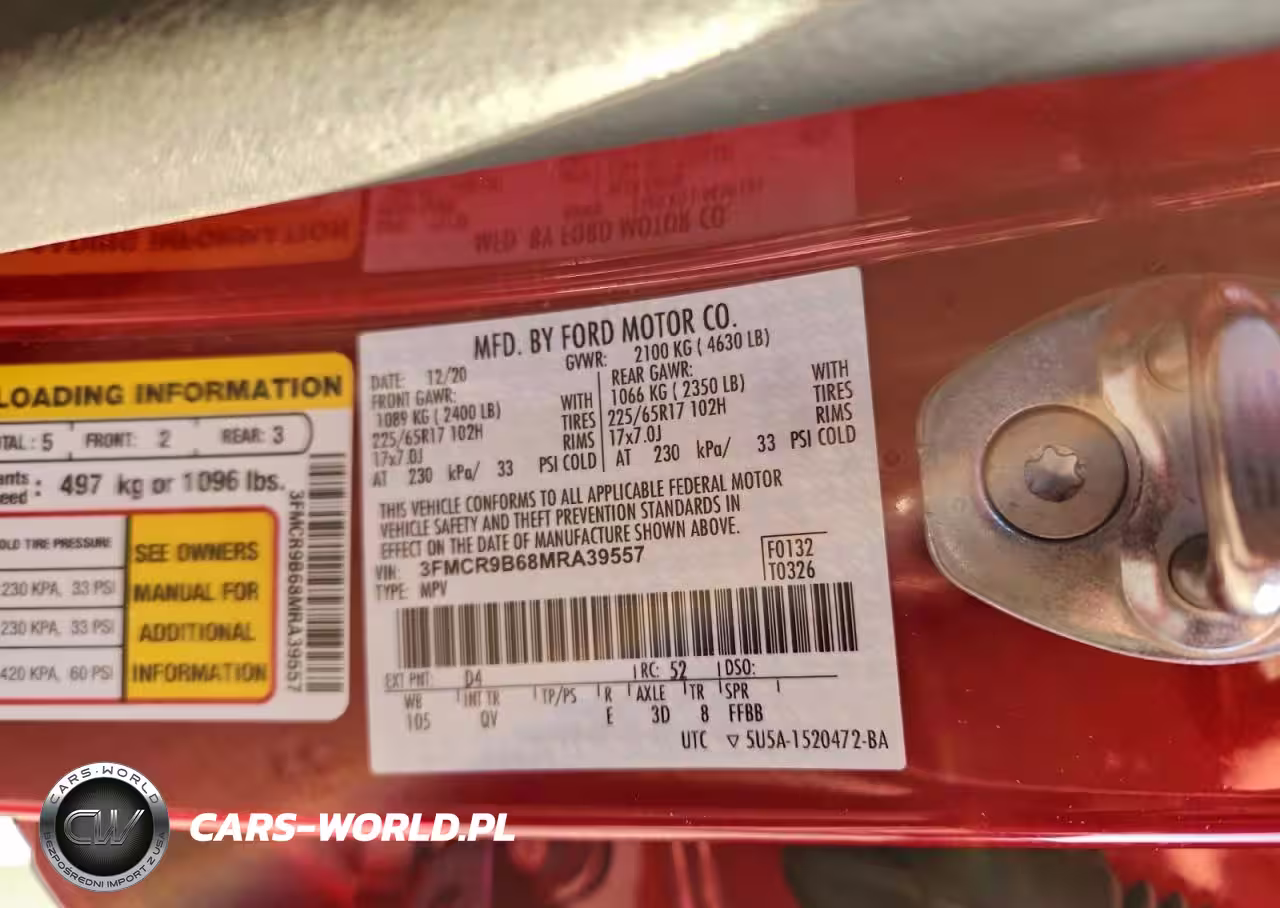 MFD. BY FORD MOTOR CO.
DATE: 12/20 GVWR: 2100 KG ( 4630 LB)
FRONT GAWR: REAR GAWR:
1089 KG ( 2400 LB) WITH 1066 KG ( 2350 LB) WITH
225/65R17 102H TIRES 225/65R17 102H TIRES
17x7.0J RIMS 17x7.0J RIMS
AT 230 kPa/ 33 PSI COLD AT 230 kPa/ 33 PSI COLD
THIS VEHICLE CONFORMS TO ALL APPLICABLE FEDERAL MOTOR
VEHICLE SAFETY AND THEFT PREVENTION STANDARDS IN
EFFECT ON THE DATE OF MANUFACTURE SHOWN ABOVE.
VIN: 3FMCR9B68MRA39557
TYPE: MPV
F0132
T0326
EXT PNT: D4 RC: 52 DSO:
WB INT TR TP/PS R AXLE TR SPR
105 QV E 3D 8 FFBB
UTC ▽ 5U5A-1520472-BA
LOADING INFORMATION
TOTAL: 5 FRONT: 2 REAR: 3
497 kg or 1096 lbs.
COLD TIRE PRESSURE
230 KPA, 33 PSI
230 KPA, 33 PSI
420 KPA, 60 PSI
SEE OWNERS
MANUAL FOR
ADDITIONAL
INFORMATION
3FMCR9B68MRA39557
CARS-WORLD
CW
BEZPOŚREDNI IMPORT Z USA
CARS-WORLD.PL